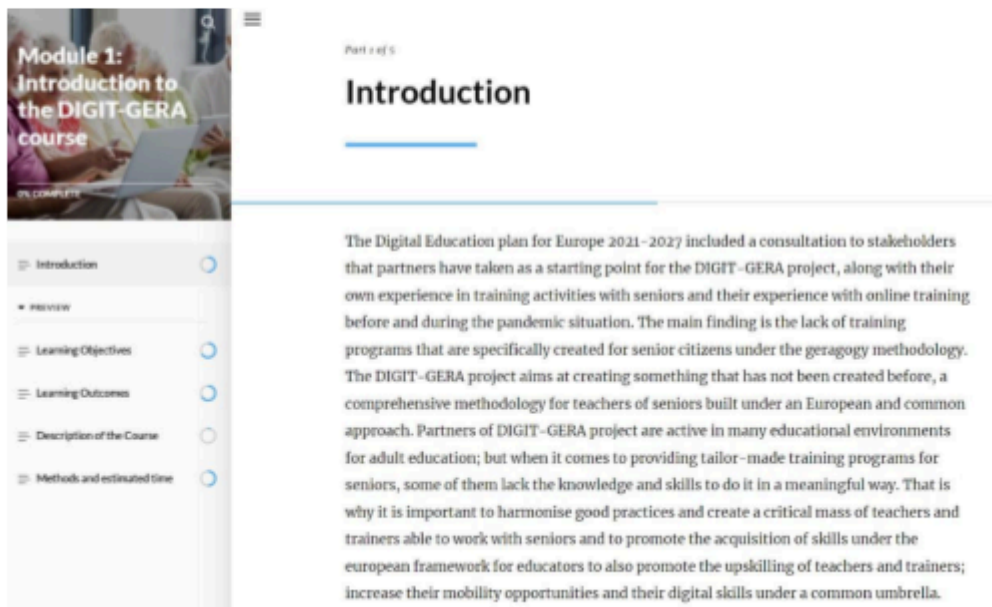 Module 1:
Introduction to
the DIGIT-GERA
course
0% COMPLETE
Introduction
PREVIEW
Learning Objectives
Learning Outcomes
Description of the Course
Methods and estimated time
Part 1 of 5
Introduction
The Digital Education plan for Europe 2021-2027 included a consultation to stakeholders
that partners have taken as a starting point for the DIGIT-GERA project, along with their
own experience in training activities with seniors and their experience with online training
before and during the pandemic situation. The main finding is the lack of training
programs that are specifically created for senior citizens under the geragogy methodology.
The DIGIT-GERA project aims at creating something that has not been created before, a
comprehensive methodology for teachers of seniors built under an European and common
approach. Partners of DIGIT-GERA project are active in many educational environments
for adult education; but when it comes to providing tailor-made training programs for
seniors, some of them lack the knowledge and skills to do it in a meaningful way. That is
why it is important to harmonise good practices and create a critical mass of teachers and
trainers able to work with seniors and to promote the acquisition of skills under the
european framework for educators to also promote the upskilling of teachers and trainers;
increase their mobility opportunities and their digital skills under a common umbrella.